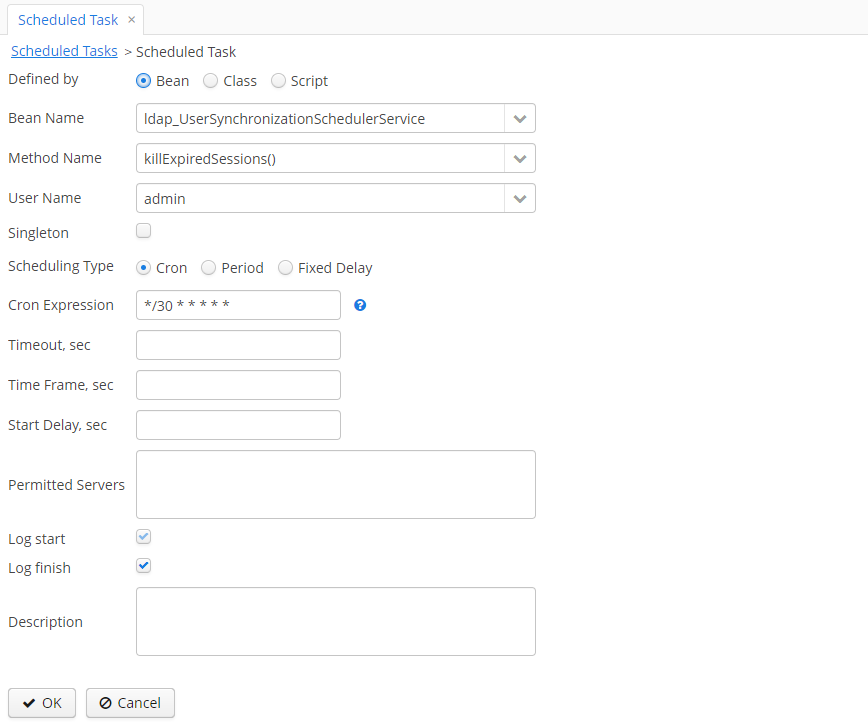 Scheduled Task ×
Scheduled Tasks > Scheduled Task
Defined by Bean Class Script
Bean Name ldap_UserSynchronizationSchedulerService
Method Name killExpiredSessions()
User Name admin
Singleton
Scheduling Type Cron Period Fixed Delay
Cron Expression */30 * * * * * ?
Timeout, sec
Time Frame, sec
Start Delay, sec
Permitted Servers
Log start
Log finish
Description
OK Cancel